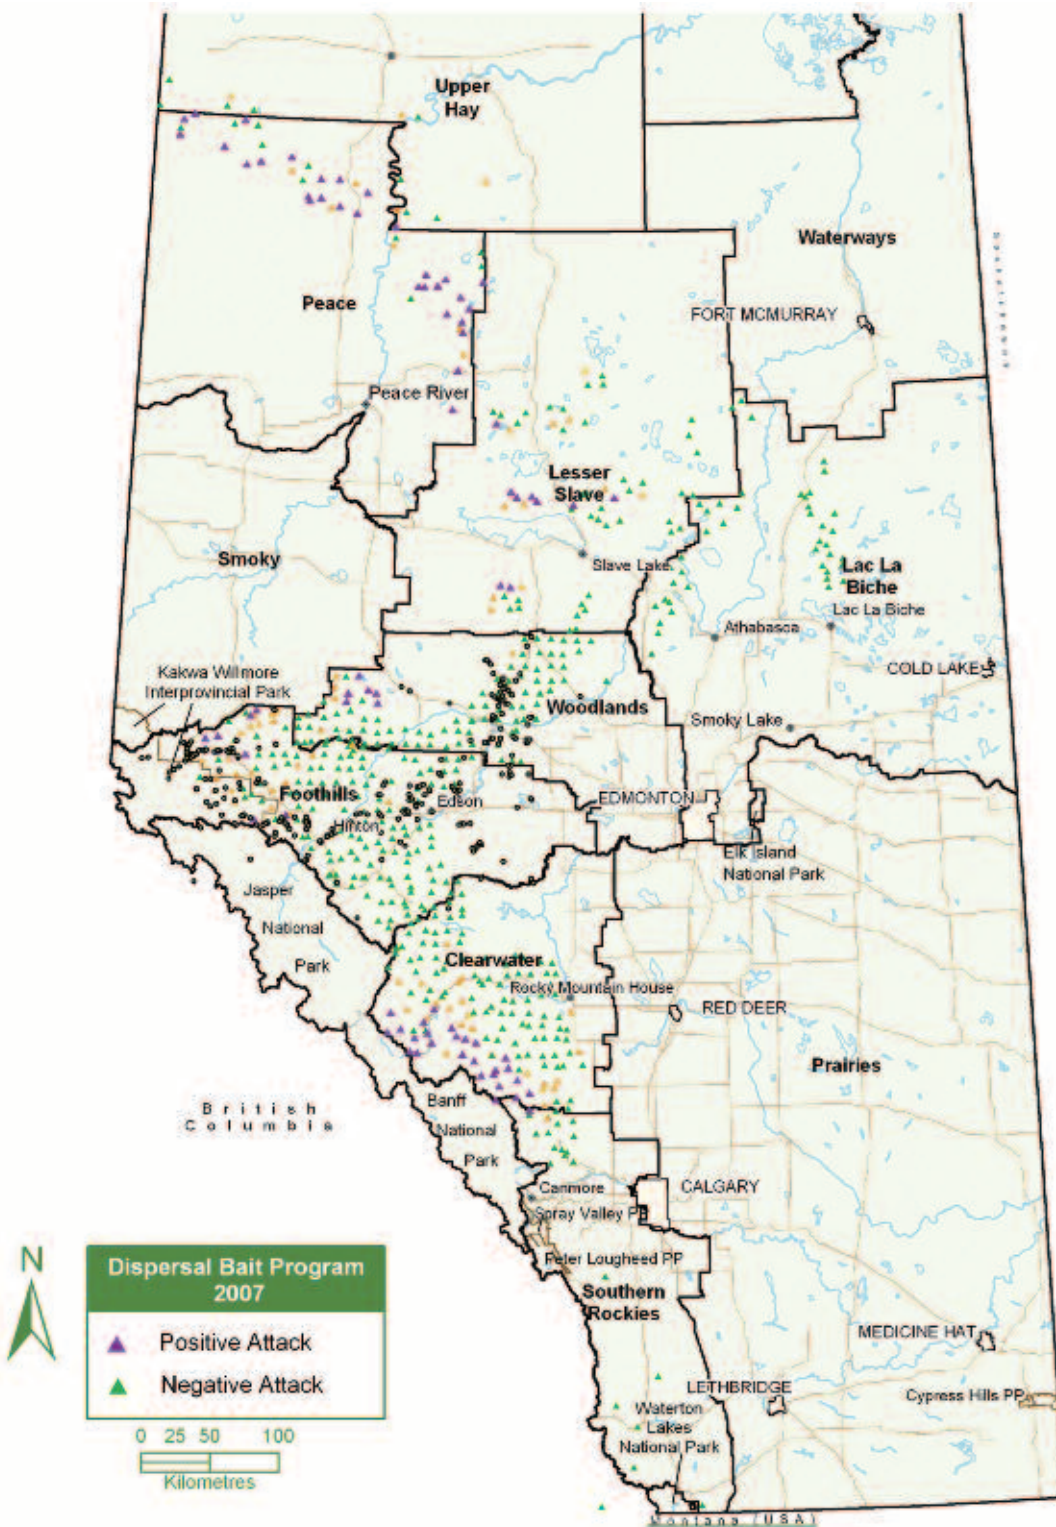 Upper
Hay
Waterways
Peace
FORT MCMURRAY
Peace River
Lesser
Slave
Smoky
Slave Lake
Lac La
Biche
Lac La Biche
Athabasca
COLD LAKE
Kakwa Willmore
Interprovincial Park
Woodlands
Smoky Lake
Foothills
Edson
EDMONTON
Hinton
Elk Island
National Park
Jasper
National
Park
Clearwater
Rocky Mountain House
RED DEER
Prairies
British
Columbia
Banff
National
Park
Canmore
CALGARY
Spray Valley PP
Peter Lougheed PP
Southern
Rockies
MEDICINE HAT
LETHBRIDGE
Cypress Hills PP
Waterton
Lakes
National Park
Montana (USA)
N
Dispersal Bait Program
2007
Positive Attack
Negative Attack
0 25 50 100
Kilometres